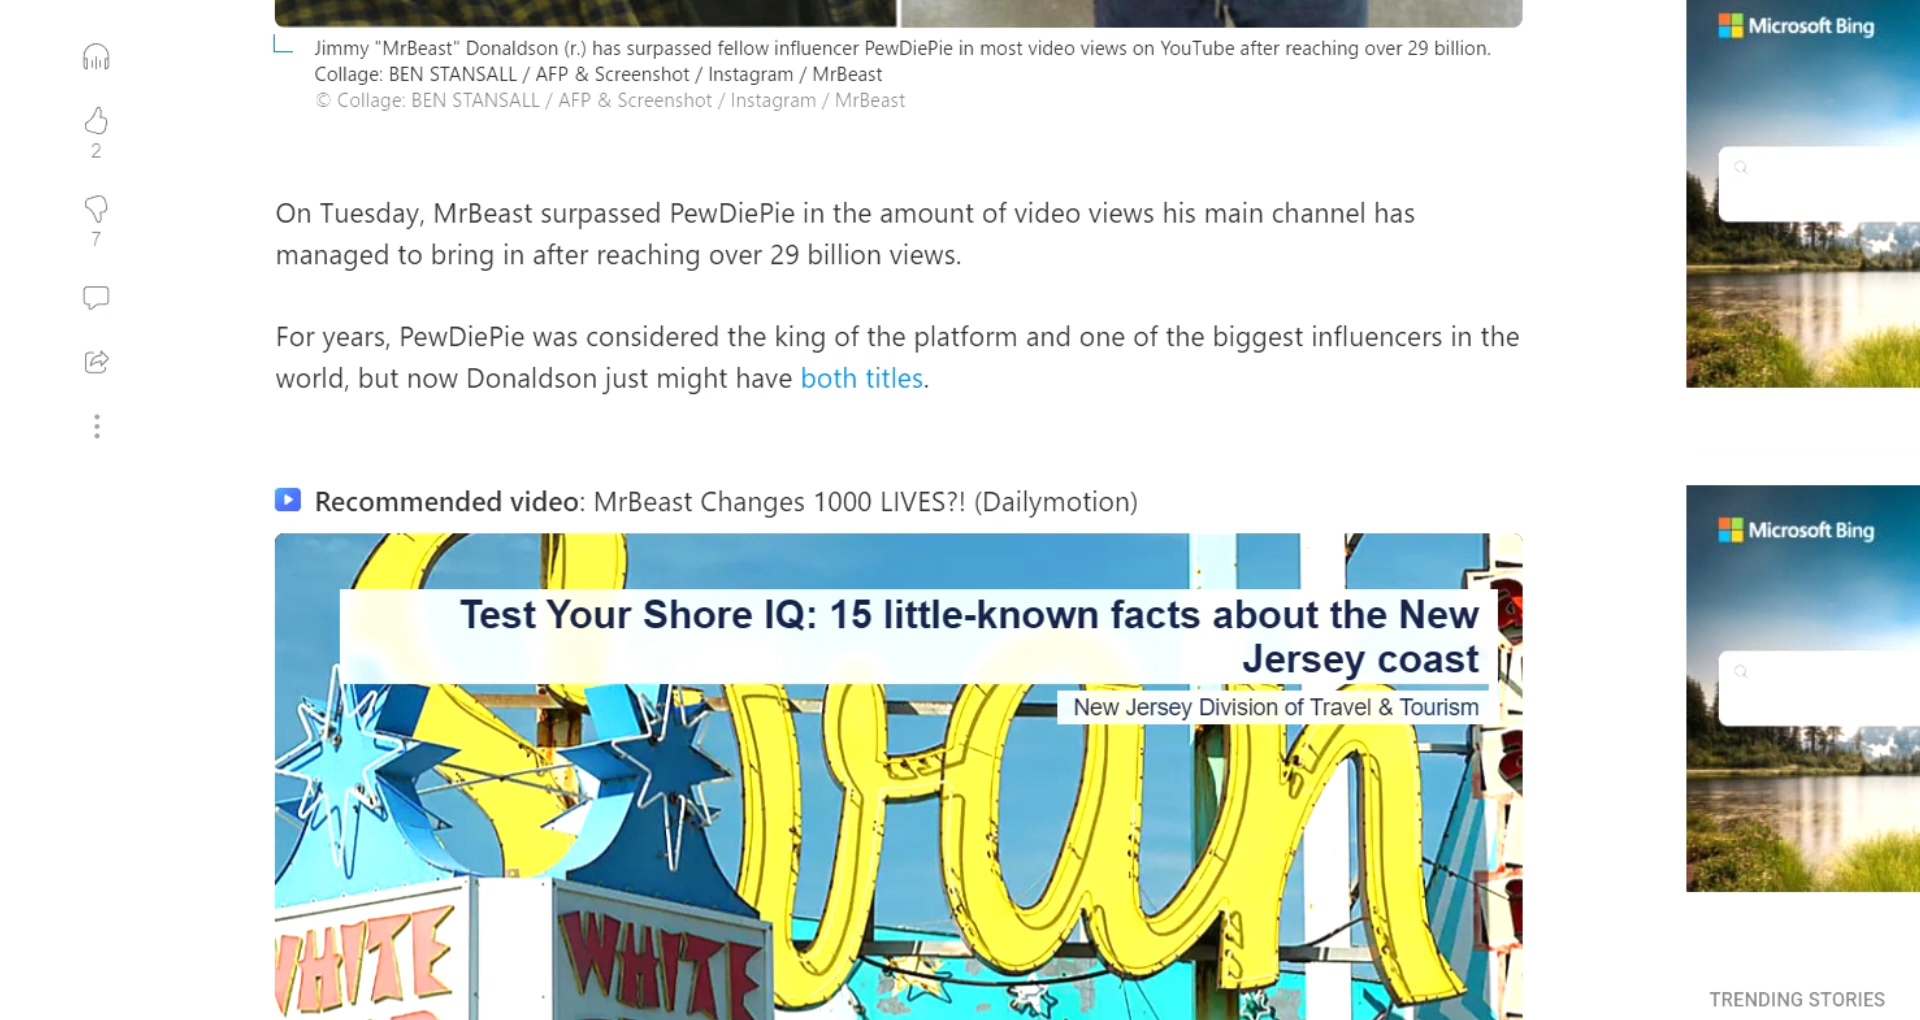 Jimmy "MrBeast" Donaldson (r.) has surpassed fellow influencer PewDiePie in most video views on YouTube after reaching over 29 billion.
Collage: BEN STANSALL / AFP & Screenshot / Instagram / MrBeast
© Collage: BEN STANSALL / AFP & Screenshot / Instagram / MrBeast
2
7
On Tuesday, MrBeast surpassed PewDiePie in the amount of video views his main channel has
managed to bring in after reaching over 29 billion views.
For years, PewDiePie was considered the king of the platform and one of the biggest influencers in the
world, but now Donaldson just might have both titles.
Recommended video: MrBeast Changes 1000 LIVES?! (Dailymotion)
Test Your Shore IQ: 15 little-known facts about the New
Jersey coast
New Jersey Division of Travel & Tourism
WHITE
WHITE
Microsoft Bing
Microsoft Bing
TRENDING STORIES